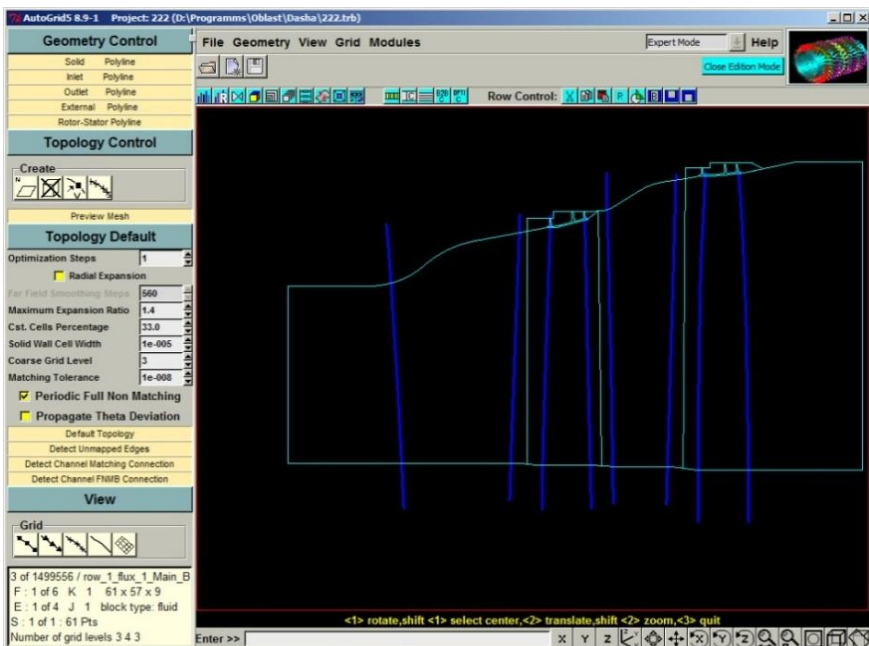 AutoGrid5 8.9-1 Project: 222 (D:\Programms\Oblast\Dasha\222.trb)
Geometry Control
Solid Polyline
Inlet Polyline
Outlet Polyline
External Polyline
Rotor-Stator Polyline
Topology Control
Create
N
Preview Mesh
Topology Default
Optimization Steps 1
Radial Expansion
Far Field Smoothing Steps 560
Maximum Expansion Ratio 1.4
Cst. Cells Percentage 33.0
Solid Wall Cell Width 1e-005
Coarse Grid Level 3
Matching Tolerance 1e-008
Periodic Full Non Matching
Propagate Theta Deviation
Default Topology
Detect Unmapped Edges
Detect Channel Matching Connection
Detect Channel FNMB Connection
View
Grid
3 of 1499556 / row_1_flux_1_Main_B
F : 1 of 6 K 1 61 x 57 x 9
E : 1 of 4 J 1 block type: fluid
S : 1 of 1 : 61 Pts
Number of grid levels 3 4 3
File Geometry View Grid Modules
Expert Mode
Help
Close Edition Mode
Row Control:
<1> rotate,shift <1> select center,<2> translate,shift <2> zoom,<3> quit
Enter >>
X Y Z